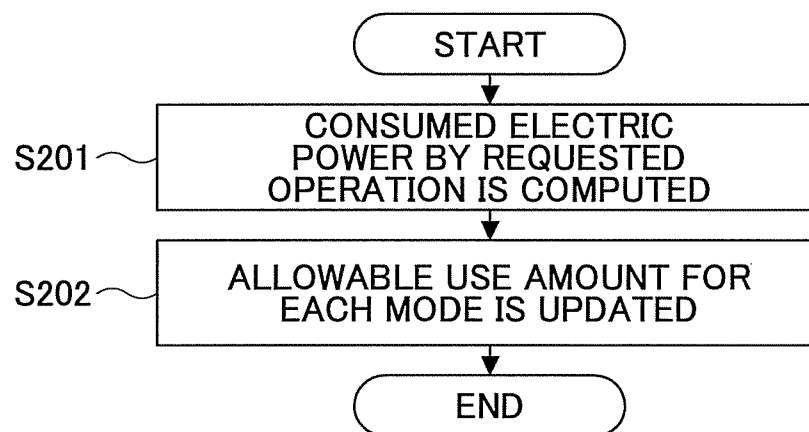 START
S201
CONSUMED ELECTRIC
POWER BY REQUESTED
OPERATION IS COMPUTED
S202
ALLOWABLE USE AMOUNT FOR
EACH MODE IS UPDATED
END